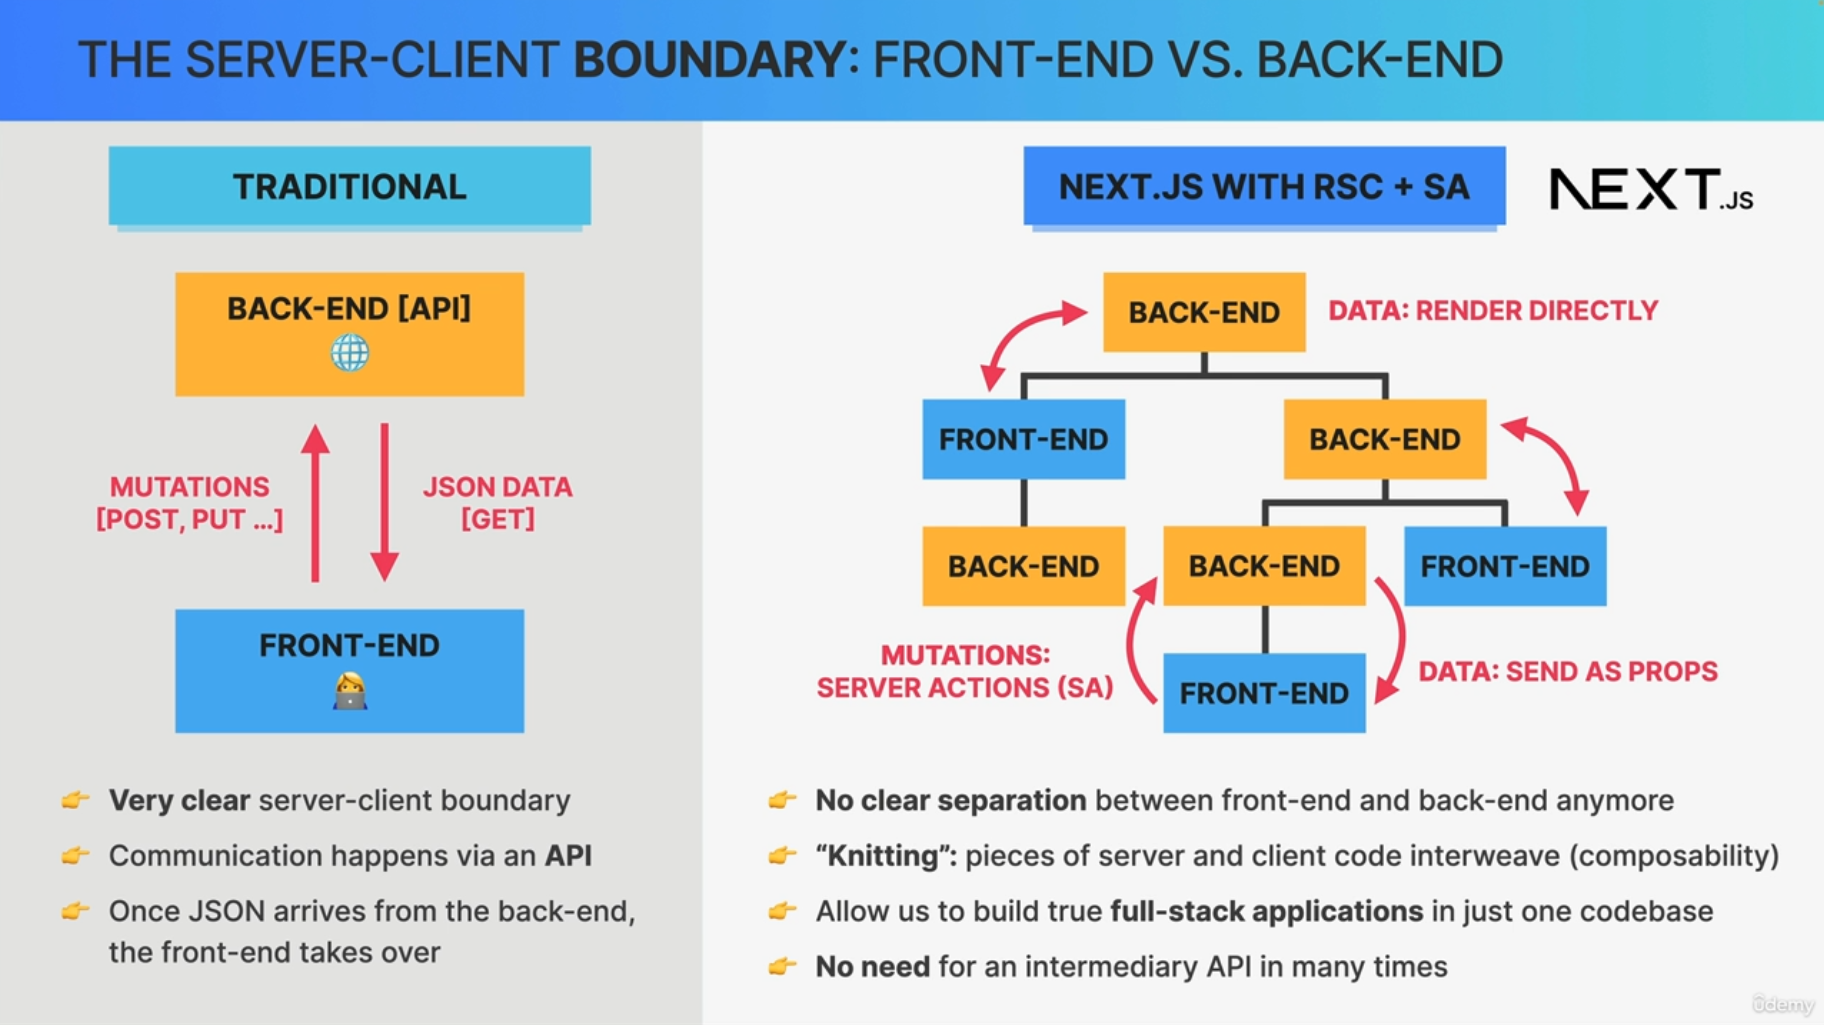 THE SERVER-CLIENT BOUNDARY: FRONT-END VS. BACK-END
TRADITIONAL
BACK-END [API]
MUTATIONS
[POST, PUT ...]
JSON DATA
[GET]
FRONT-END
Very clear server-client boundary
Communication happens via an API
Once JSON arrives from the back-end,
the front-end takes over
NEXT.JS WITH RSC + SA
NEXT.JS
BACK-END
DATA: RENDER DIRECTLY
FRONT-END
BACK-END
BACK-END
BACK-END
FRONT-END
MUTATIONS:
SERVER ACTIONS (SA)
FRONT-END
DATA: SEND AS PROPS
No clear separation between front-end and back-end anymore
“Knitting”: pieces of server and client code interweave (composability)
Allow us to build true full-stack applications in just one codebase
No need for an intermediary API in many times
ûdemy